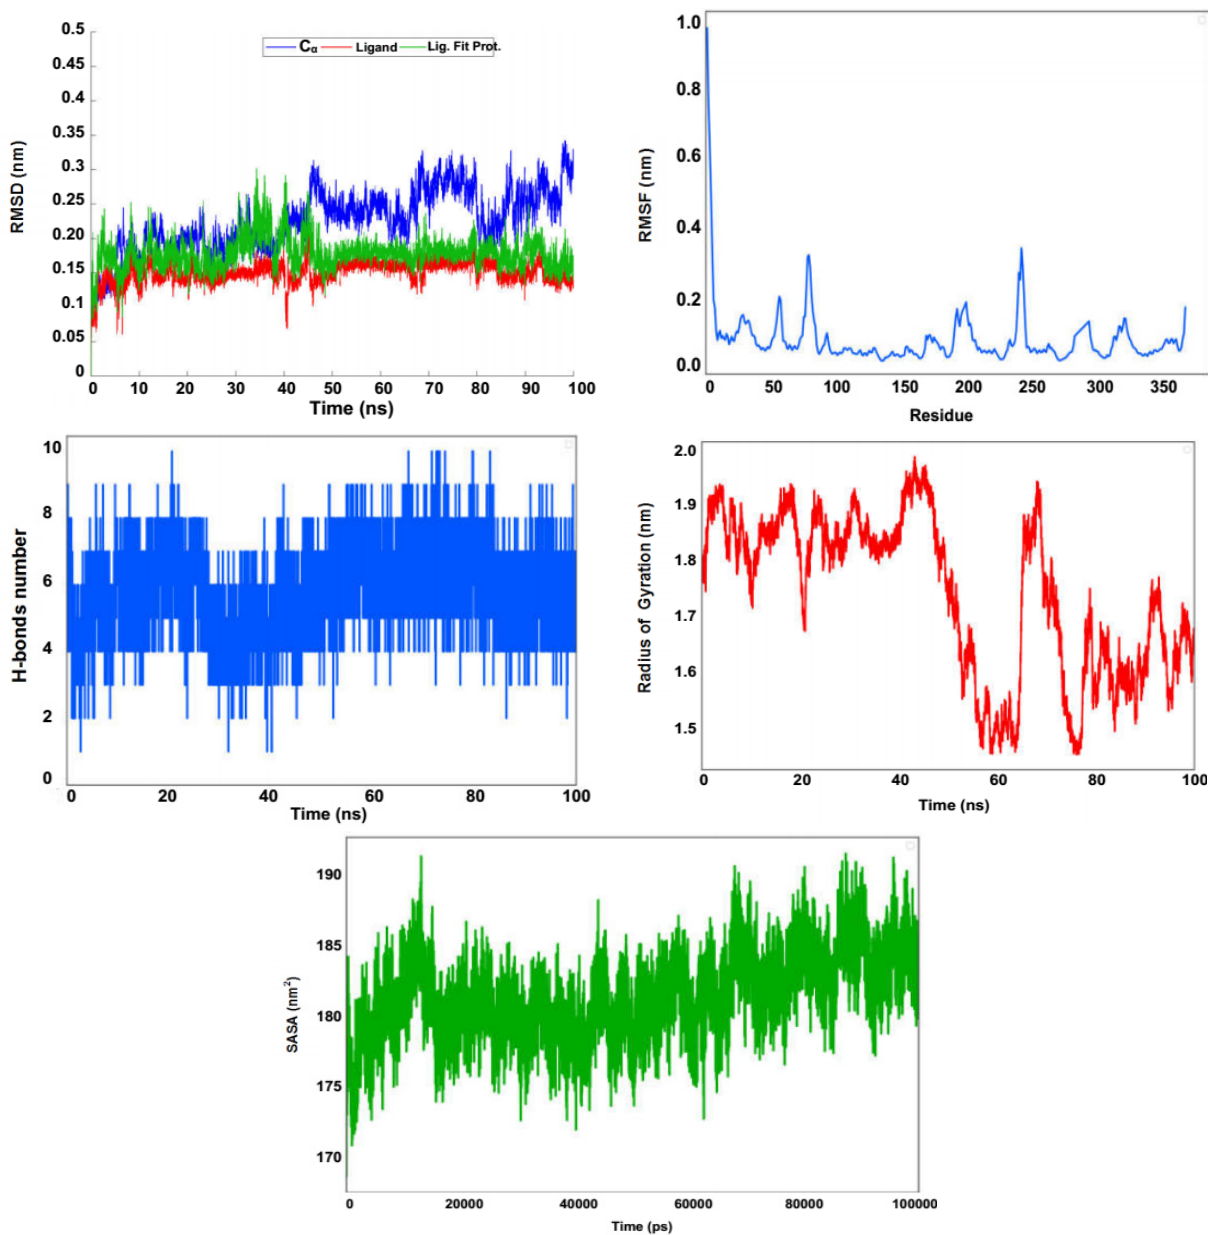 0.5
0.45
0.4
0.35
0.3
0.25
0.20
0.15
0.1
0.05
0
RMSD (nm)
Cα Ligand Lig. Fit Prot.
0 10 20 30 40 50 60 70 80 90 100
Time (ns)
1.0
0.8
0.6
0.4
0.2
0.0
RMSF (nm)
0 50 100 150 200 250 300 350
Residue
10
8
6
4
2
0
H-bonds number
0 20 40 60 80 100
Time (ns)
2.0
1.9
1.8
1.7
1.6
1.5
Radius of Gyration (nm)
0 20 40 60 80 100
Time (ns)
190
185
180
175
170
SASA (nm²)
0 20000 40000 60000 80000 100000
Time (ps)